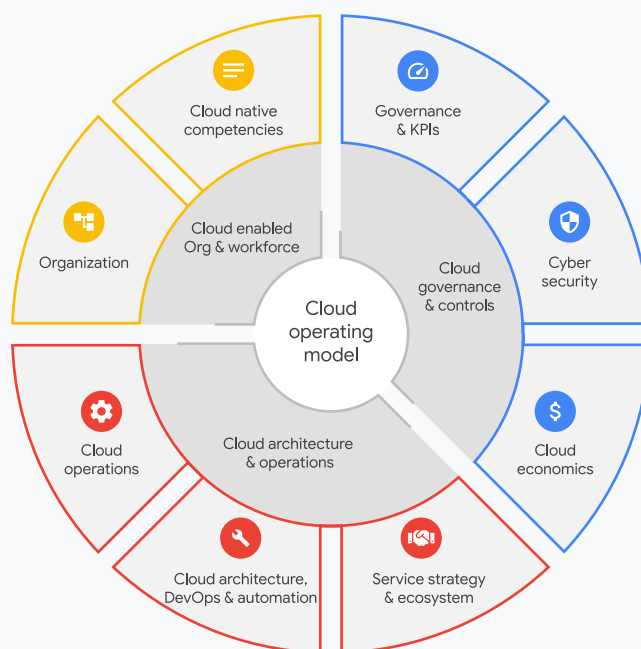 Cloud native
competencies
Governance
& KPIs
Cloud enabled
Org & workforce
Organization
Cyber
security
Cloud
governance
& controls
Cloud
operating
model
Cloud architecture
& operations
Cloud
operations
Cloud
economics
Cloud architecture,
DevOps & automation
Service strategy
& ecosystem
$